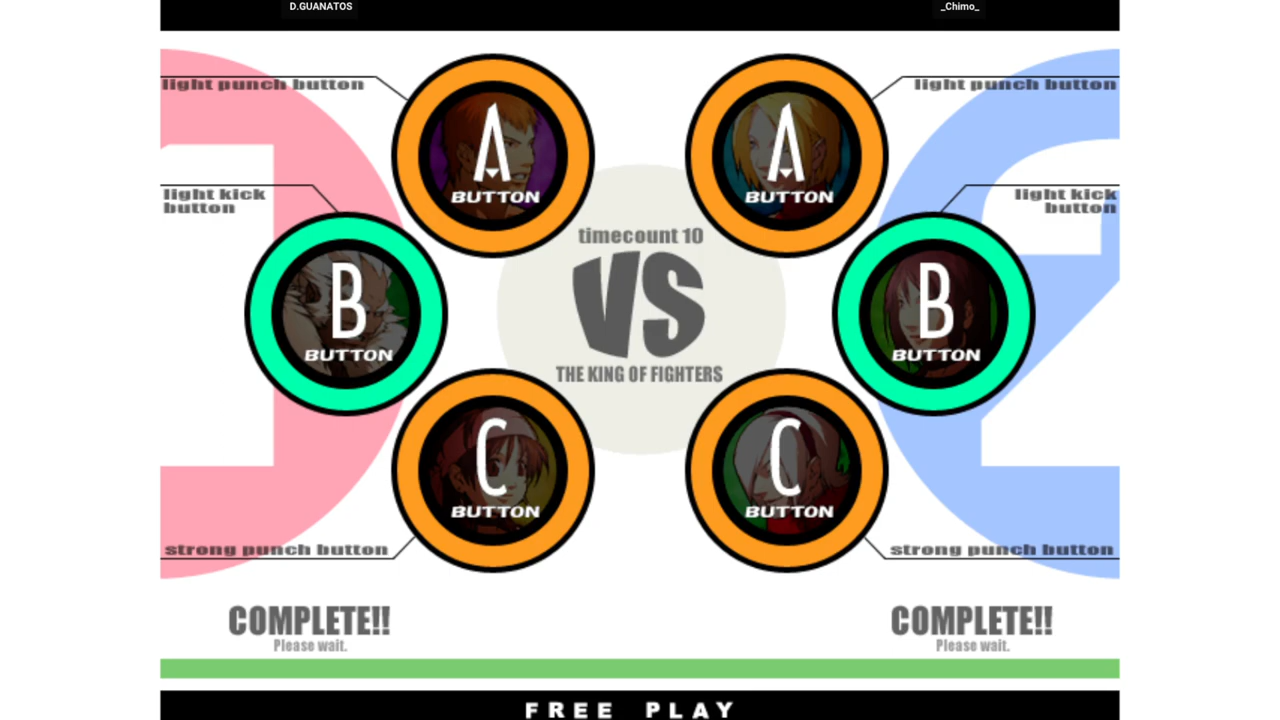 D.GUANATOS
_Chimo_
light punch button
light punch button
A
BUTTON
A
BUTTON
light kick
button
light kick
button
timecount 10
VS
THE KING OF FIGHTERS
B
BUTTON
B
BUTTON
C
BUTTON
C
BUTTON
strong punch button
strong punch button
COMPLETE!!
Please wait.
COMPLETE!!
Please wait.
FREE PLAY
1
2